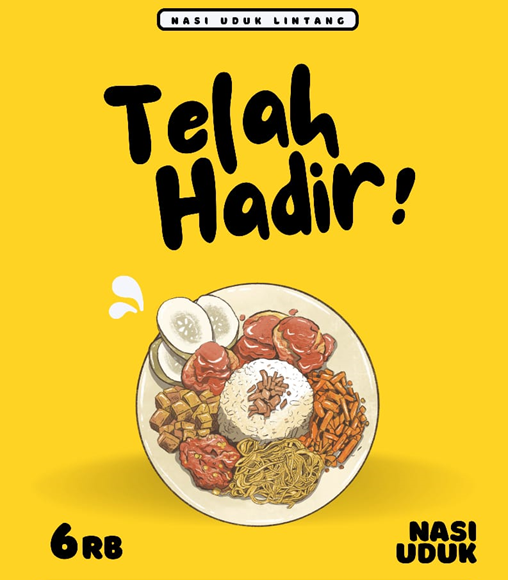 NASI UDUK LINTANG
Telah
Hadir!
6RB
NASI
UDUK